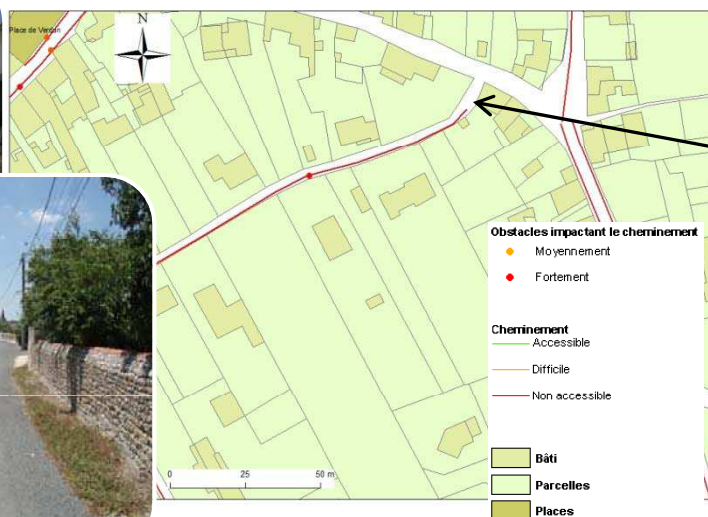 Place de Verdun
N
Obstacles impactant le cheminement
Moyennement
Fortement
Cheminement
Accessible
Difficile
Non accessible
Bâti
Parcelles
Places
0 25 50 m